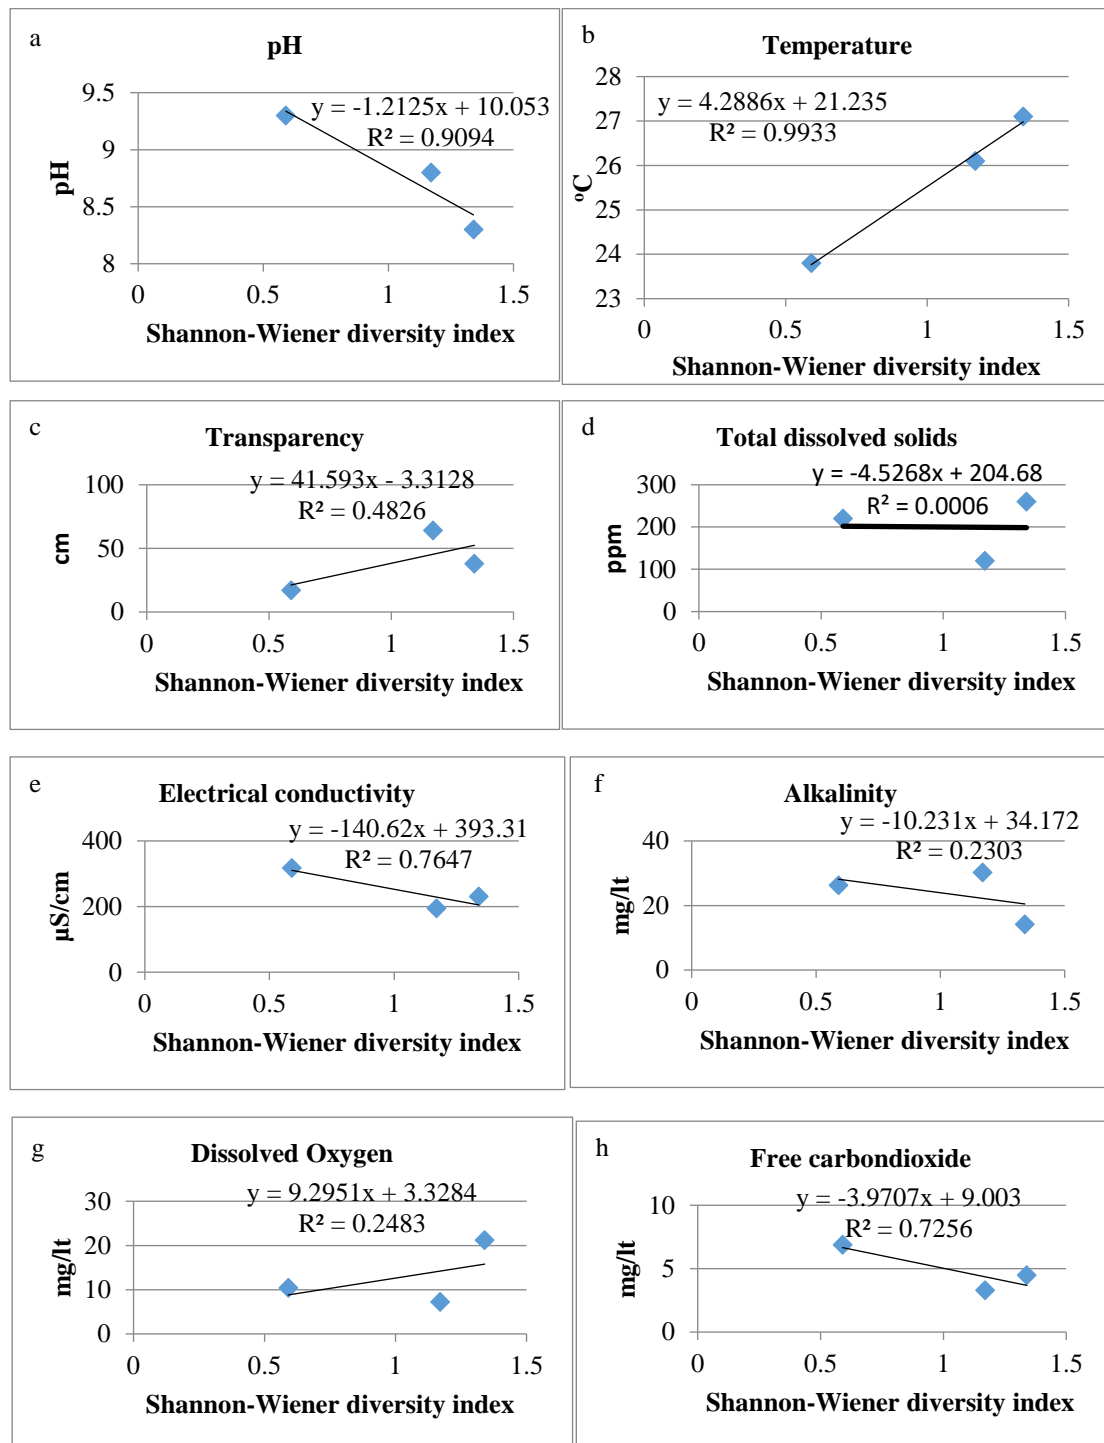 a
pH
y = -1.2125x + 10.053
R² = 0.9094
9.5
9
8.5
8
pH
0 0.5 1 1.5
Shannon-Wiener diversity index
b
Temperature
y = 4.2886x + 21.235
R² = 0.9933
28
27
26
25
24
23
ºC
0 0.5 1 1.5
Shannon-Wiener diversity index
c
Transparency
y = 41.593x - 3.3128
R² = 0.4826
100
50
0
cm
0 0.5 1 1.5
Shannon-Wiener diversity index
d
Total dissolved solids
y = -4.5268x + 204.68
R² = 0.0006
300
200
100
0
ppm
0 0.5 1 1.5
Shannon-Wiener diversity index
e
Electrical conductivity
y = -140.62x + 393.31
R² = 0.7647
400
200
0
µS/cm
0 0.5 1 1.5
Shannon-Wiener diversity index
f
Alkalinity
y = -10.231x + 34.172
R² = 0.2303
40
20
0
mg/lt
0 0.5 1 1.5
Shannon-Wiener diversity index
g
Dissolved Oxygen
y = 9.2951x + 3.3284
R² = 0.2483
30
20
10
0
mg/lt
0 0.5 1 1.5
Shannon-Wiener diversity index
h
Free carbondioxide
y = -3.9707x + 9.003
R² = 0.7256
10
5
0
mg/lt
0 0.5 1 1.5
Shannon-Wiener diversity index